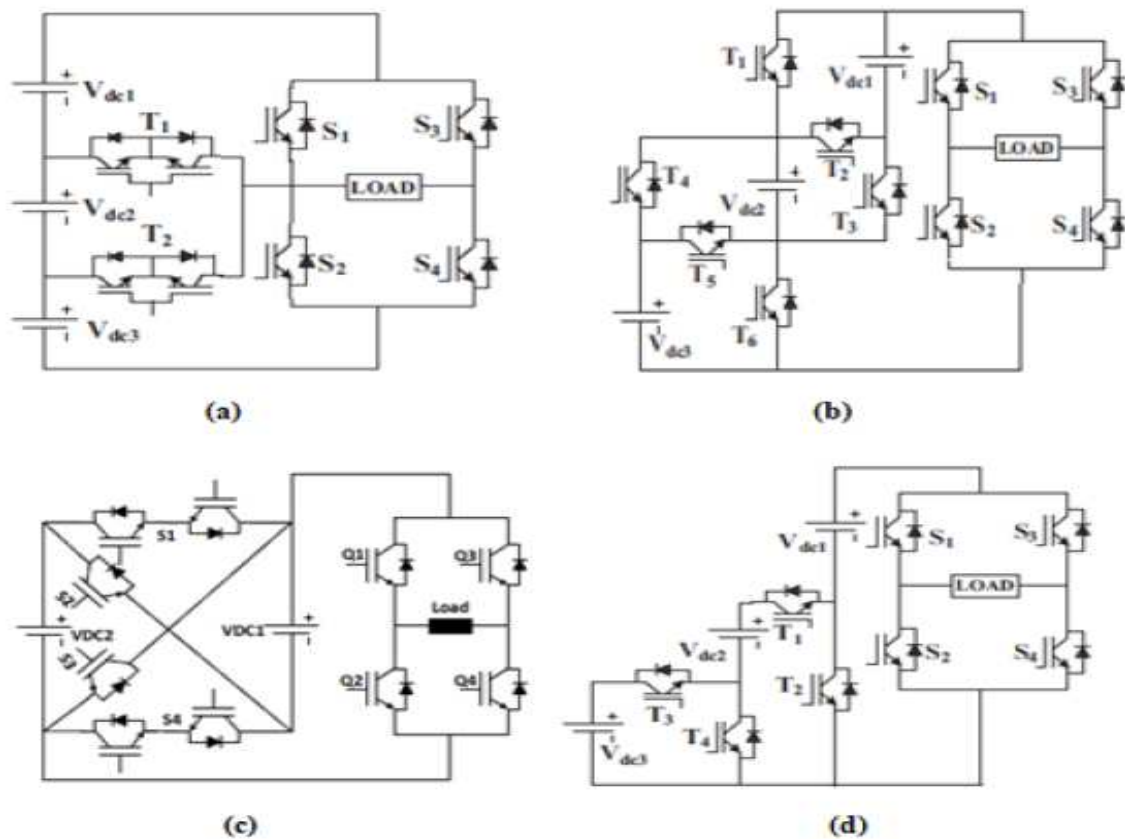 +
Vdc1
T1
+
Vdc2
T2
+
Vdc3
S1
S3
LOAD
S2
S4
(a)
T1
+
Vdc1
T2
T3
T4
+
Vdc2
T5
T6
+
Vdc3
S1
S3
LOAD
S2
S4
(b)
S1
S2
+
VDC2
S3
S4
+
VDC1
Q1
Q3
Load
Q2
Q4
(c)
+
Vdc1
T1
+
Vdc2
T2
T3
T4
+
Vdc3
S1
S3
LOAD
S2
S4
(d)